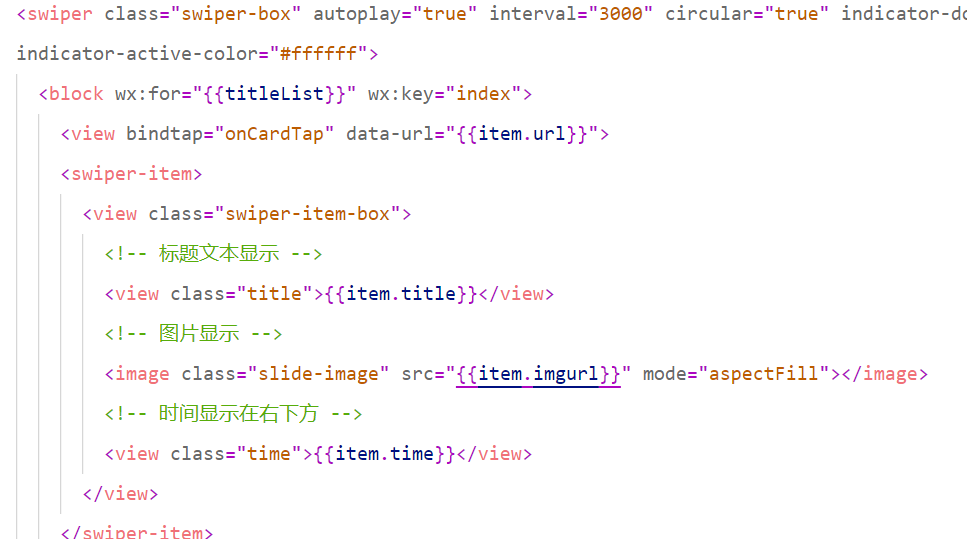 <swiper class="swiper-box" autoplay="true" interval="3000" circular="true"
indicator-active-color="#ffffff">
<block wx:for="{{titleList}}" wx:key="index">
<view bindtap="onCardTap" data-url="{{item.url}}">
<swiper-item>
<view class="swiper-item-box">
<!-- 标题文本显示 -->
<view class="title">{{item.title}}</view>
<!-- 图片显示 -->
<image class="slide-image" src="{{item.imgurl}}" mode="aspectFill"></image>
<!-- 时间显示在右下方 -->
<view class="time">{{item.time}}</view>
</view>
</swiper-item>